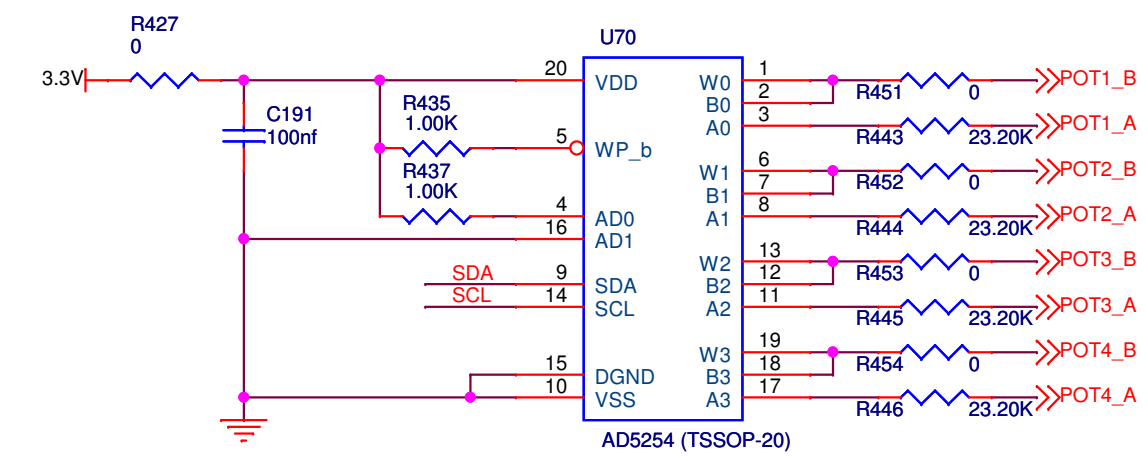 R427
0
3.3V
C191
100nf
R435
1.00K
R437
1.00K
SDA
SCL
U70
20 VDD
5 WP_b
4 AD0
16 AD1
9 SDA
14 SCL
15 DGND
10 VSS
W0 1
B0 2
A0 3
W1 6
B1 7
A1 8
W2 13
B2 12
A2 11
W3 19
B3 18
A3 17
AD5254 (TSSOP-20)
R451 0 POT1_B
R443 23.20K POT1_A
R452 0 POT2_B
R444 23.20K POT2_A
R453 0 POT3_B
R445 23.20K POT3_A
R454 0 POT4_B
R446 23.20K POT4_A